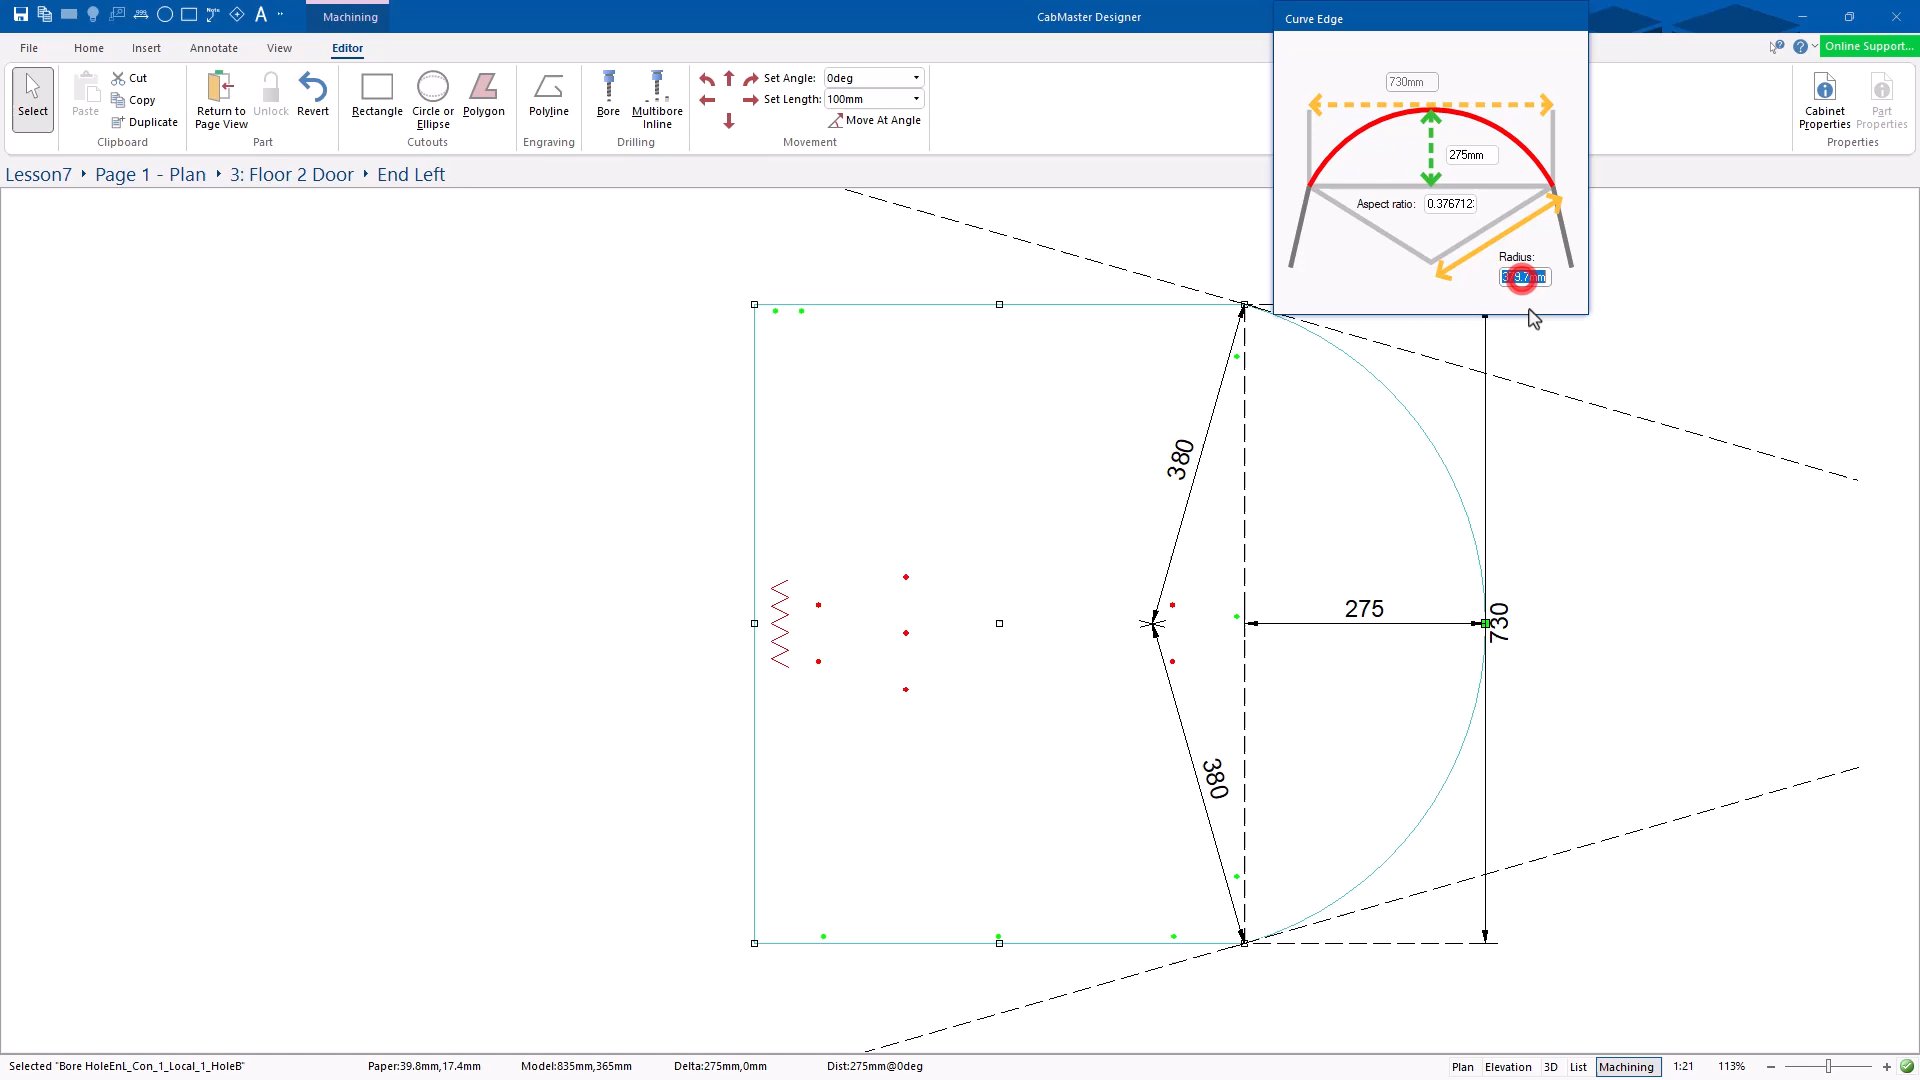 Machining
CabMaster Designer
Curve Edge
File
Home
Insert
Annotate
View
Editor
Online Support...
Select
Paste
Cut
Copy
Duplicate
Clipboard
Return to
Page View
Unlock
Revert
Part
Rectangle
Circle or
Ellipse
Polygon
Cutouts
Polyline
Engraving
Bore
Multibore
Inline
Drilling
Set Angle:
0deg
Set Length:
100mm
Move At Angle
Movement
Cabinet
Properties
Part
Properties
Properties
730mm
275mm
Aspect ratio:
0.376712
Radius:
Lesson7
Page 1 - Plan
3: Floor 2 Door
End Left
380
275
730
380
Selected "Bore HoleEnL_Con_1_Local_1_HoleB"
Paper:39.8mm,17.4mm
Model:835mm,365mm
Delta:275mm,0mm
Dist:275mm@0deg
Plan
Elevation
3D
List
Machining
1:21
113%